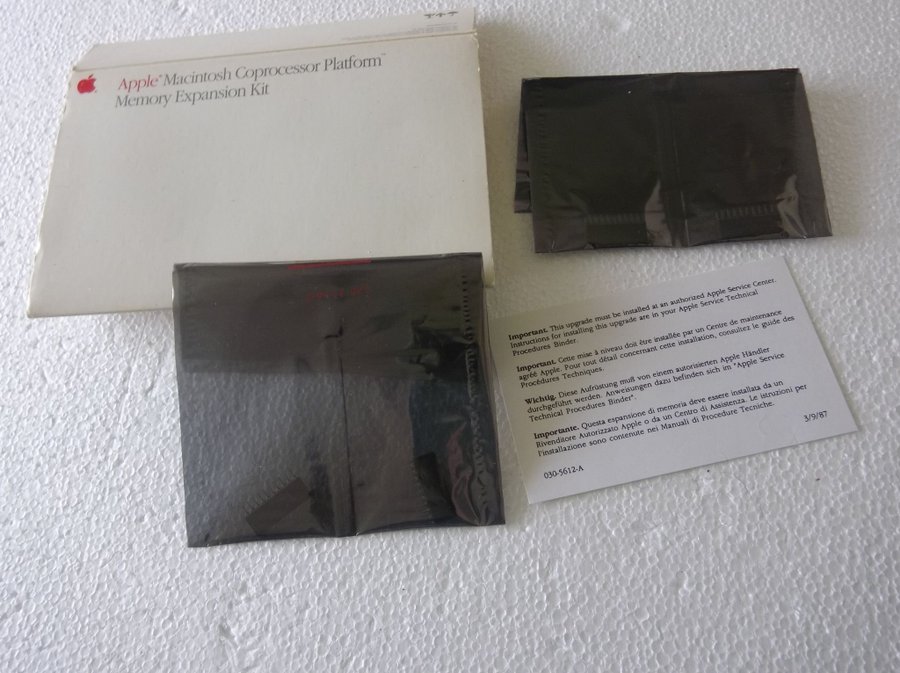 Apple® Macintosh Coprocessor Platform™
Memory Expansion Kit
Important. This upgrade must be installed at an authorized Apple Service Center.
Instructions for installing this upgrade are in your Apple Service Technical
Procedures Binder.
Important. Cette mise à niveau doit être installée par un Centre de maintenance
agréé Apple. Pour tout détail concernant cette installation, consultez le guide des
Procédures Techniques.
Wichtig. Diese Aufrüstung muß von einem autorisierten Apple Händler
durchgeführt werden. Anweisungen dazu befinden sich im "Apple Service
Technical Procedures Binder".
Importante. Questa espansione di memoria deve essere installata da un
Rivenditore Autorizzato Apple o da un Centro di Assistenza. Le istruzioni per
l'installazione sono contenute nei Manuali di Procedure Tecniche.
3/9/87
030-5612-A